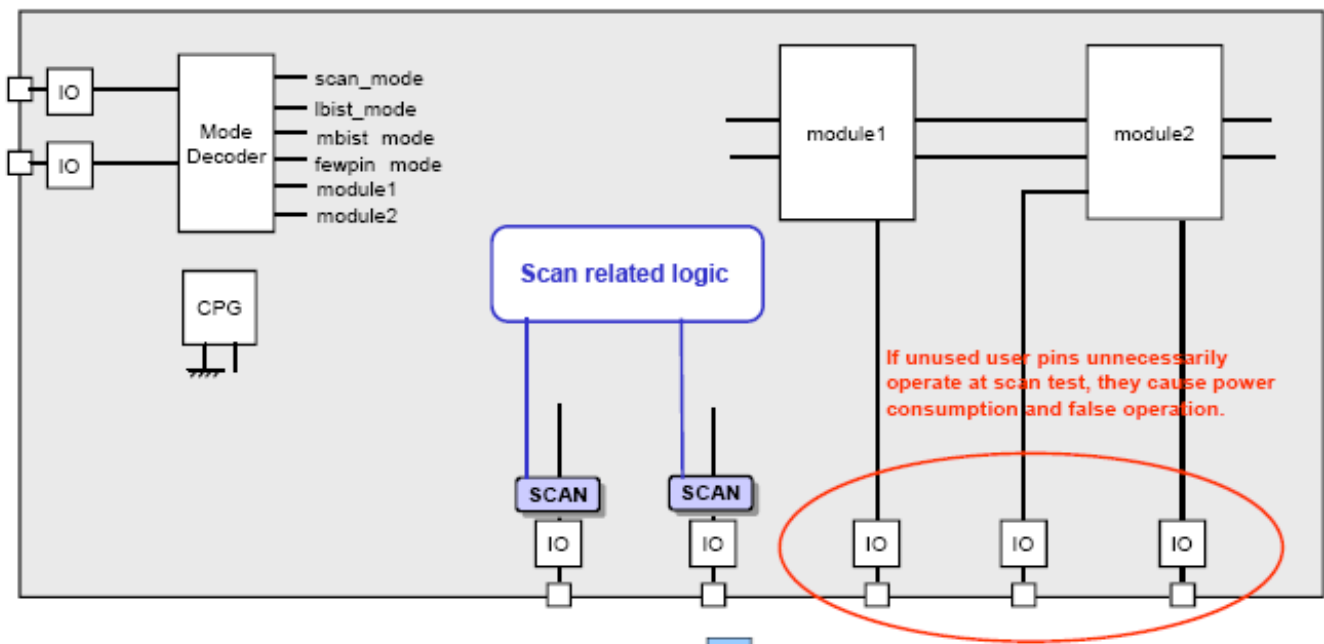 IO
IO
Mode
Decoder
scan_mode
lbist_mode
mbist mode
fewpin mode
module1
module2
CPG
module1
module2
Scan related logic
If unused user pins unnecessarily
operate at scan test, they cause power
consumption and false operation.
SCAN
SCAN
IO
IO
IO
IO
IO